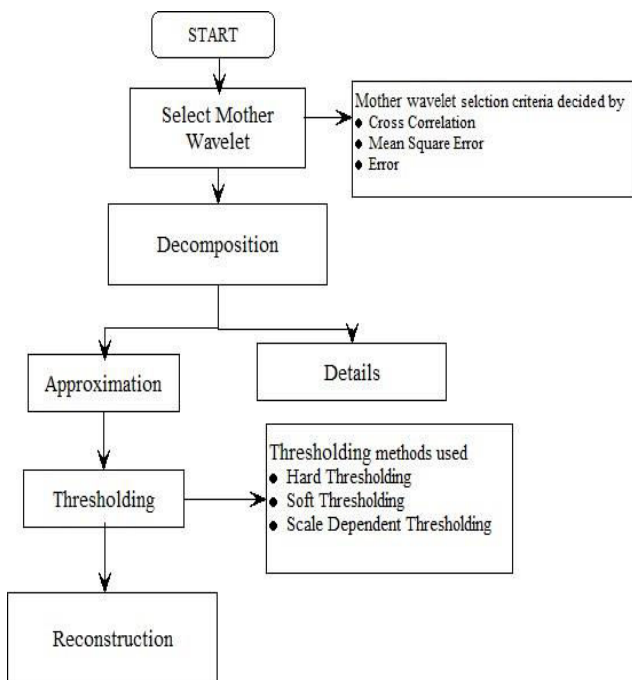 START
Select Mother
Wavelet
Mother wavelet selction criteria decided by
● Cross Correlation
● Mean Square Error
● Error
Decomposition
Approximation
Details
Thresholding
Thresholding methods used
● Hard Thresholding
● Soft Thresholding
● Scale Dependent Thresholding
Reconstruction